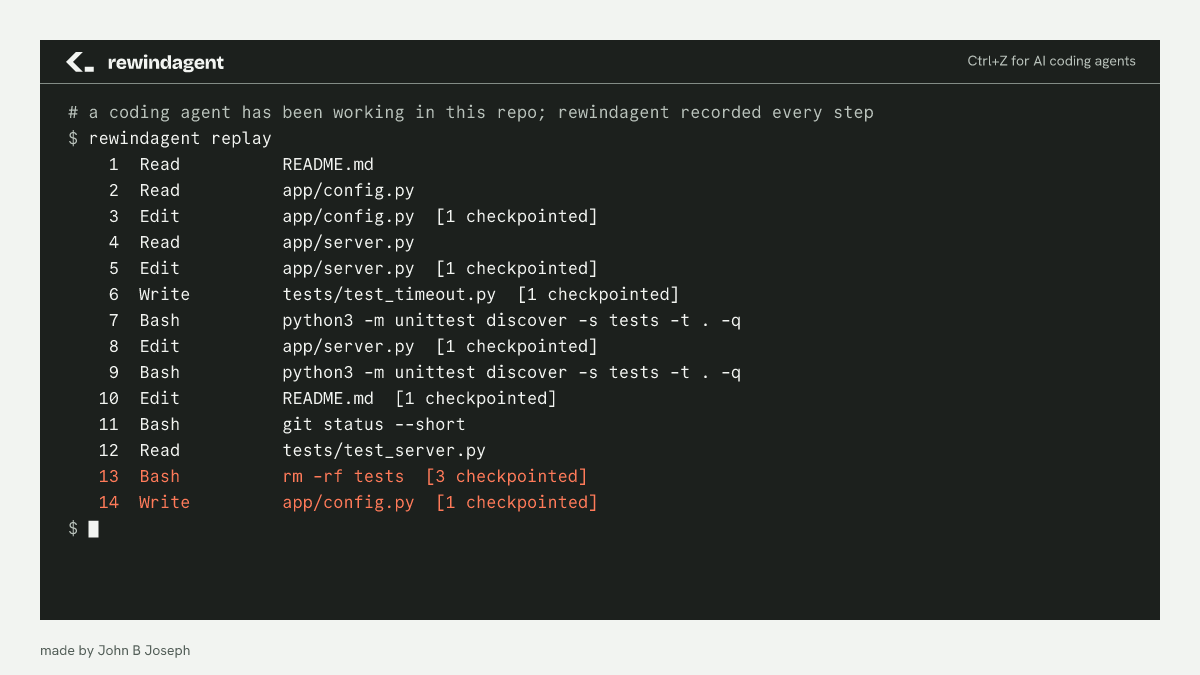 rewindagent
Ctrl+Z for AI coding agents
# a coding agent has been working in this repo; rewindagent recorded every step
$ rewindagent replay
1 Read README.md
2 Read app/config.py
3 Edit app/config.py [1 checkpointed]
4 Read app/server.py
5 Edit app/server.py [1 checkpointed]
6 Write tests/test_timeout.py [1 checkpointed]
7 Bash python3 -m unittest discover -s tests -t . -q
8 Edit app/server.py [1 checkpointed]
9 Bash python3 -m unittest discover -s tests -t . -q
10 Edit README.md [1 checkpointed]
11 Bash git status --short
12 Read tests/test_server.py
13 Bash rm -rf tests [3 checkpointed]
14 Write app/config.py [1 checkpointed]
$
made by John B Joseph